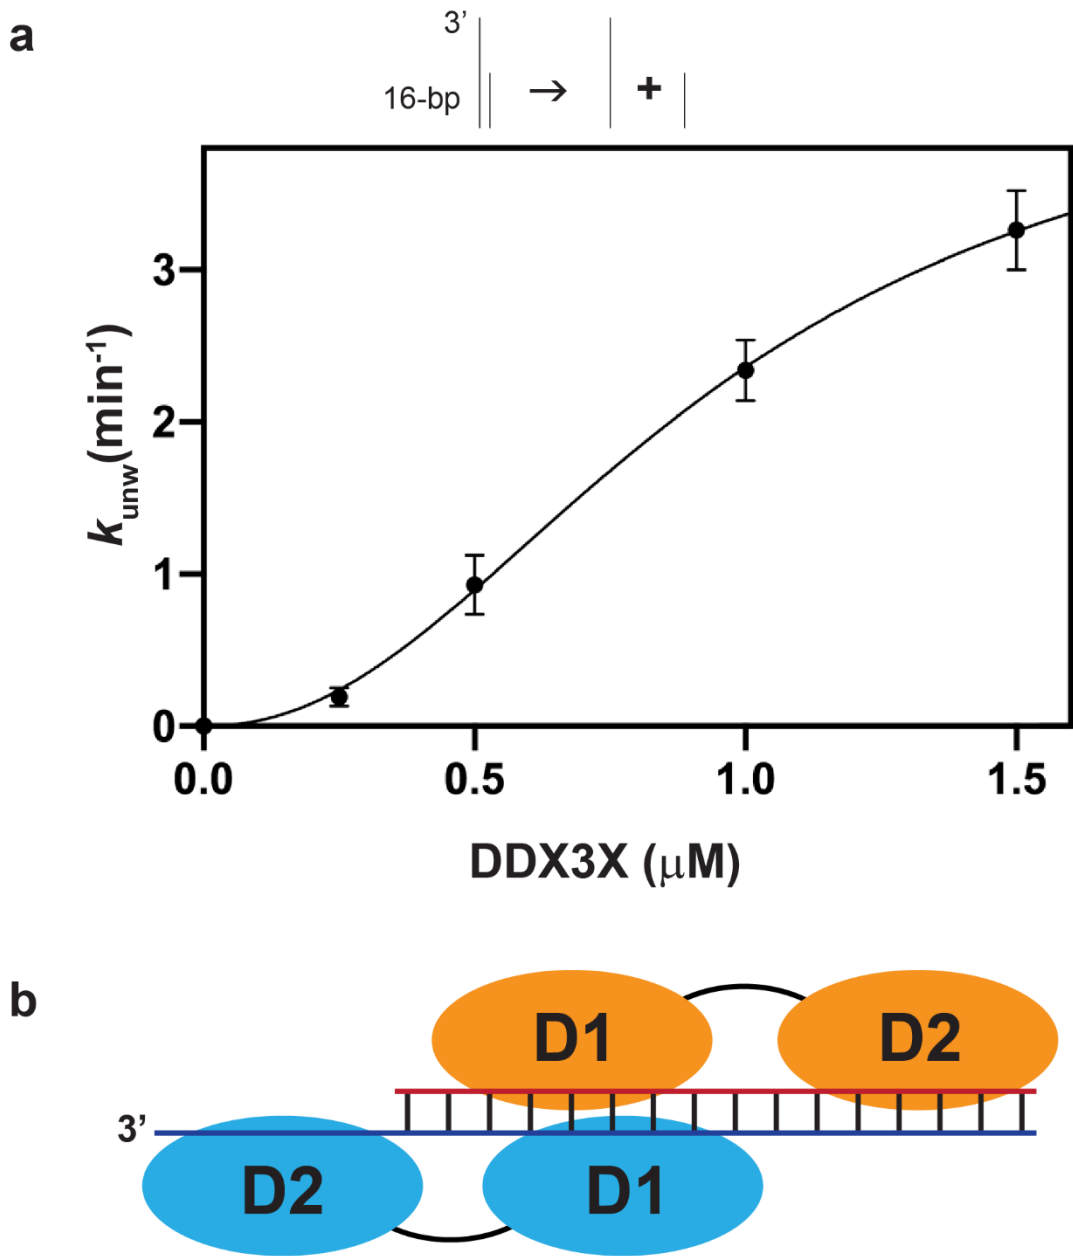 a
3’
16-bp → +
3
2
1
0
kunw(min-1)
0.0 0.5 1.0 1.5
DDX3X (μM)
b
D1 D2
3’
D2 D1